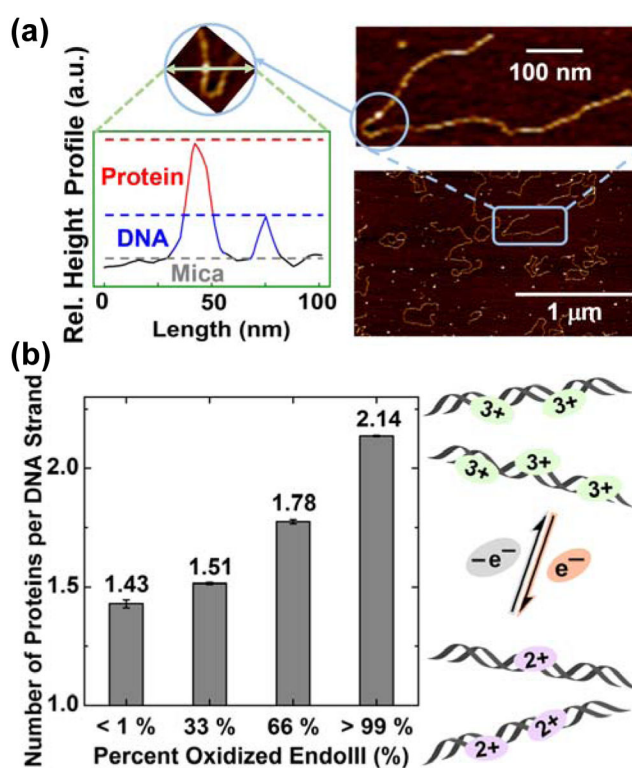 (a)
100 nm
Rel. Height Profile (a.u.)
Protein
DNA
Mica
0 50 100
Length (nm)
1 μm
(b)
Number of Proteins per DNA Strand
2.0
1.5
1.0
1.43
1.51
1.78
2.14
< 1 % 33 % 66 % > 99 %
Percent Oxidized EndoIII (%)
3+ 3+
3+ 3+ 3+
−e− e−
2+
2+ 2+